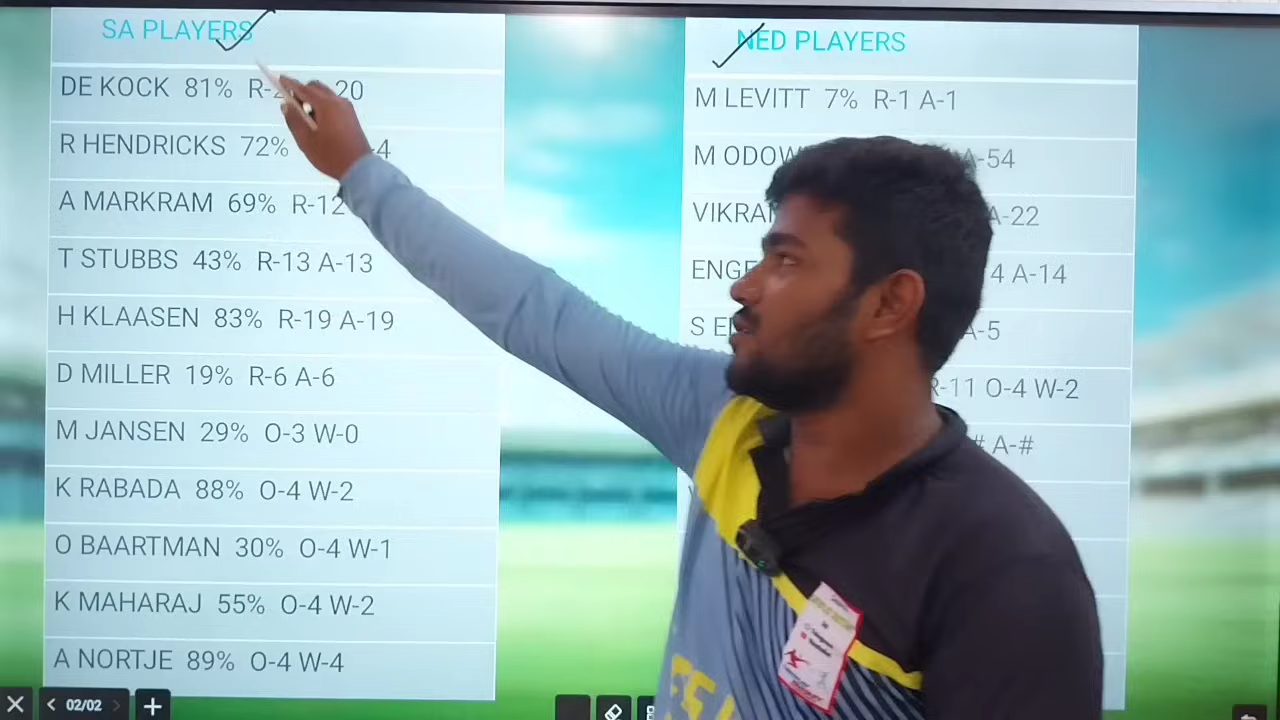 SA PLAYERS
DE KOCK 81% 20
R HENDRICKS 72% -4
A MARKRAM 69% R-12
T STUBBS 43% R-13 A-13
H KLAASEN 83% R-19 A-19
D MILLER 19% R-6 A-6
M JANSEN 29% O-3 W-0
K RABADA 88% O-4 W-2
O BAARTMAN 30% O-4 W-1
K MAHARAJ 55% O-4 W-2
A NORTJE 89% O-4 W-4
NED PLAYERS
M LEVITT 7% R-1 A-1
M A-54
A-22
4 A-14
S A-5
R-11 O-4 W-2
# A-#
02/02